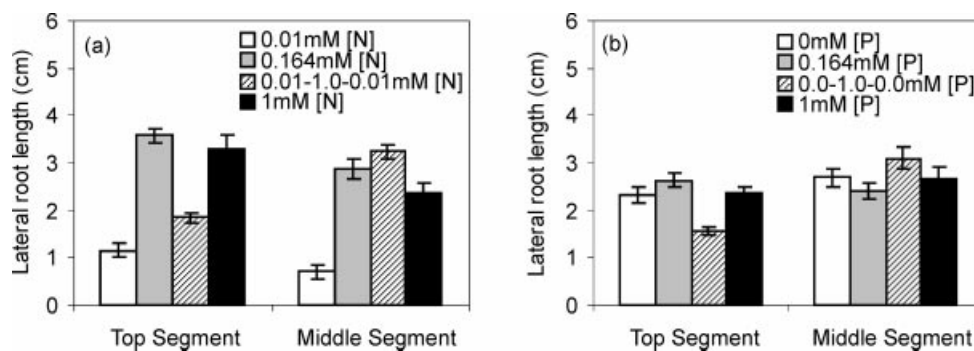 (a)
Lateral root length (cm)
6
5
4
3
2
1
0
0.01mM [N]
0.164mM [N]
0.01-1.0-0.01mM [N]
1mM [N]
Top Segment
Middle Segment
(b)
Lateral root length (cm)
6
5
4
3
2
1
0
0mM [P]
0.164mM [P]
0.0-1.0-0.0mM [P]
1mM [P]
Top Segment
Middle Segment